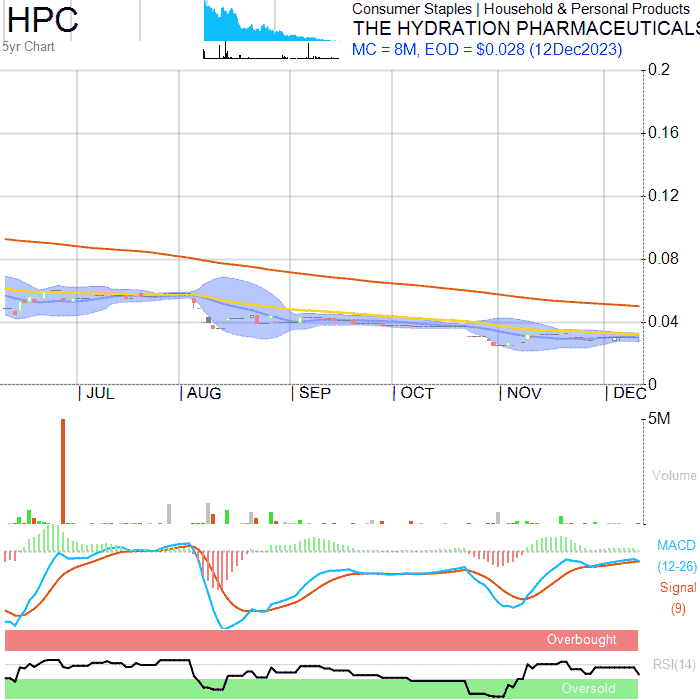 HPC
5yr Chart
Consumer Staples | Household & Personal Products
THE HYDRATION PHARMACEUTICALS
MC = 8M, EOD = $0.028 (12Dec2023)
0.2
0.16
0.12
0.08
0.04
0
JUL
AUG
SEP
OCT
NOV
DEC
5M
Volume
MACD
(12-26)
Signal
(9)
Overbought
RSI(14)
Oversold